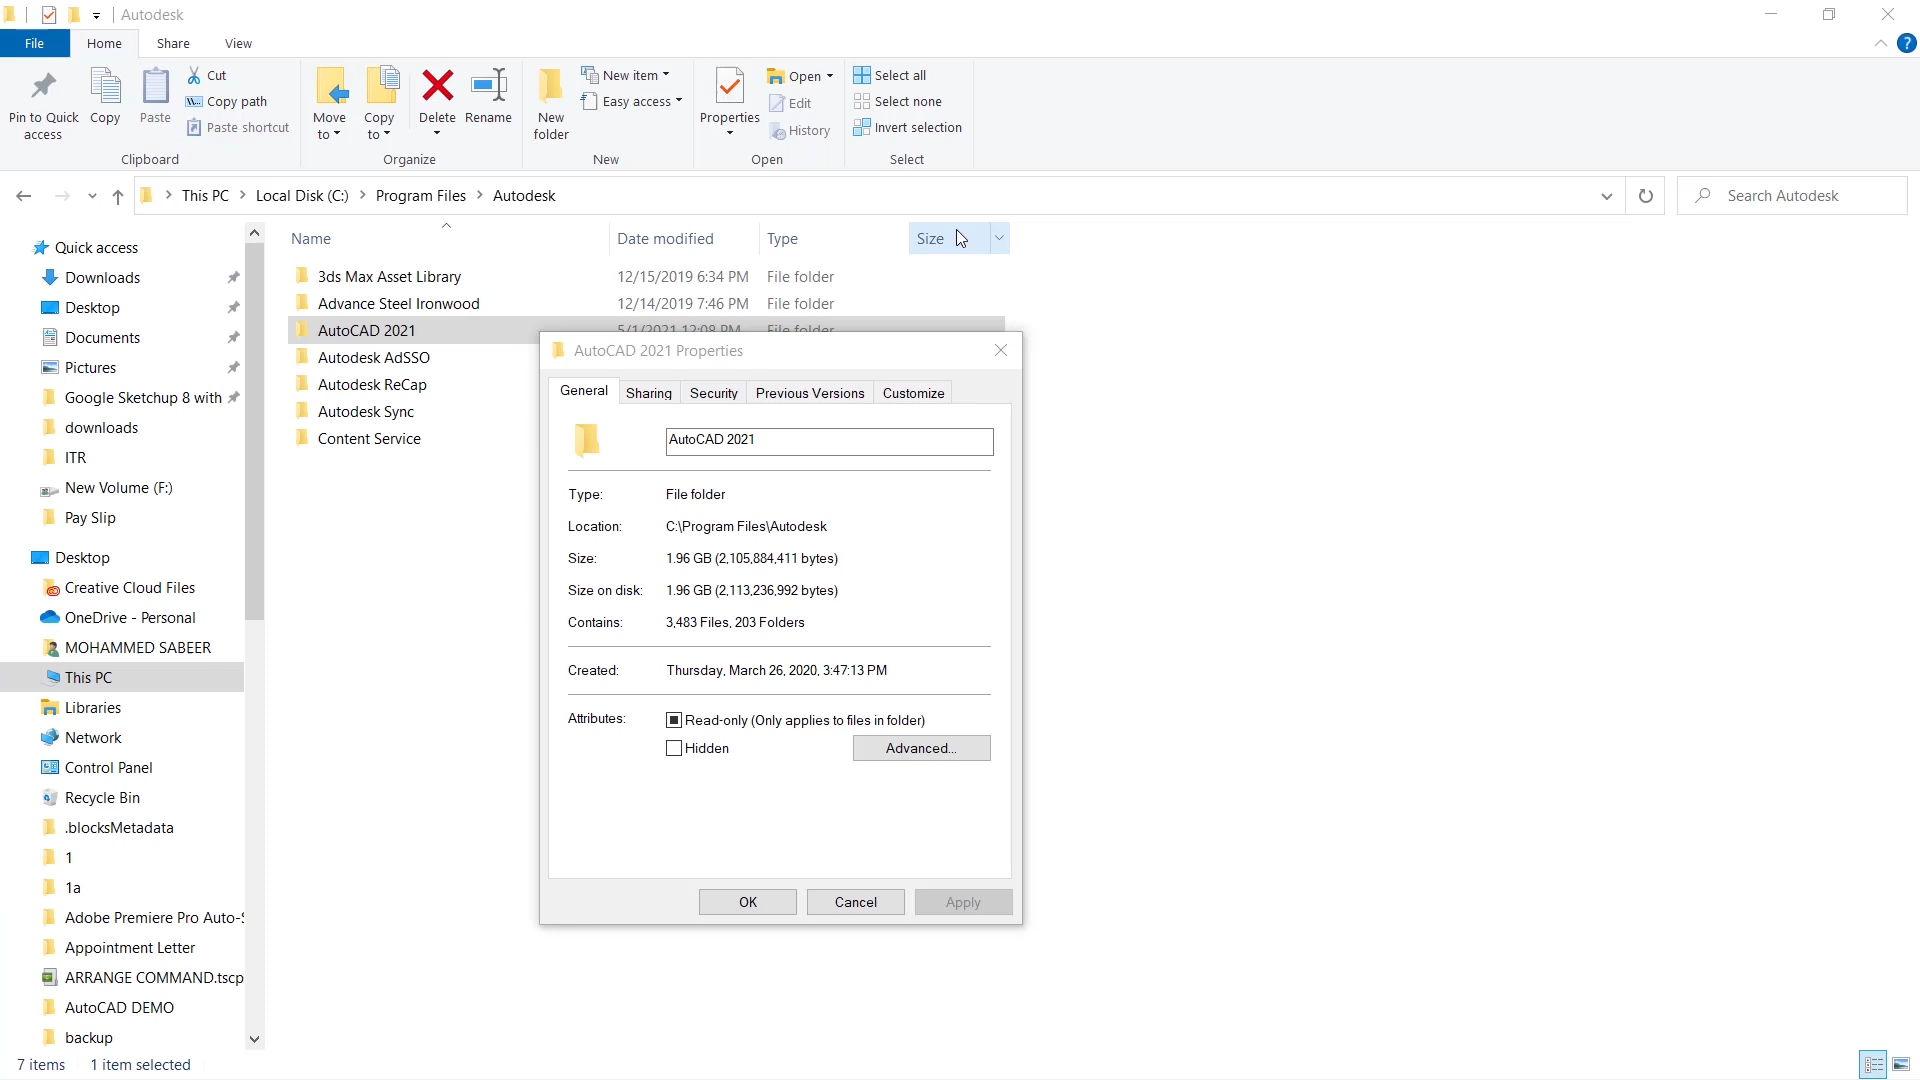 Autodesk
File Home Share View
Pin to Quick access
Copy
Paste
Cut
Copy path
Paste shortcut
Clipboard
Move to
Copy to
Delete
Rename
Organize
New folder
New item
Easy access
New
Properties
Open
Edit
History
Open
Select all
Select none
Invert selection
Select
This PC > Local Disk (C:) > Program Files > Autodesk
Search Autodesk
Quick access
Downloads
Desktop
Documents
Pictures
Google Sketchup 8 with
downloads
ITR
New Volume (F:)
Pay Slip
Desktop
Creative Cloud Files
OneDrive - Personal
MOHAMMED SABEER
This PC
Libraries
Network
Control Panel
Recycle Bin
.blocksMetadata
1
1a
Adobe Premiere Pro Auto-S
Appointment Letter
ARRANGE COMMAND.tscp
AutoCAD DEMO
backup
Name Date modified Type Size
3ds Max Asset Library 12/15/2019 6:34 PM File folder
Advance Steel Ironwood 12/14/2019 7:46 PM File folder
AutoCAD 2021 5/1/2021 12:08 PM File folder
Autodesk AdSSO
Autodesk ReCap
Autodesk Sync
Content Service
AutoCAD 2021 Properties
General Sharing Security Previous Versions Customize
AutoCAD 2021
Type: File folder
Location: C:\Program Files\Autodesk
Size: 1.96 GB (2,105,884,411 bytes)
Size on disk: 1.96 GB (2,113,236,992 bytes)
Contains: 3,483 Files, 203 Folders
Created: Thursday, March 26, 2020, 3:47:13 PM
Attributes: Read-only (Only applies to files in folder)
Hidden Advanced...
OK Cancel Apply
7 items 1 item selected